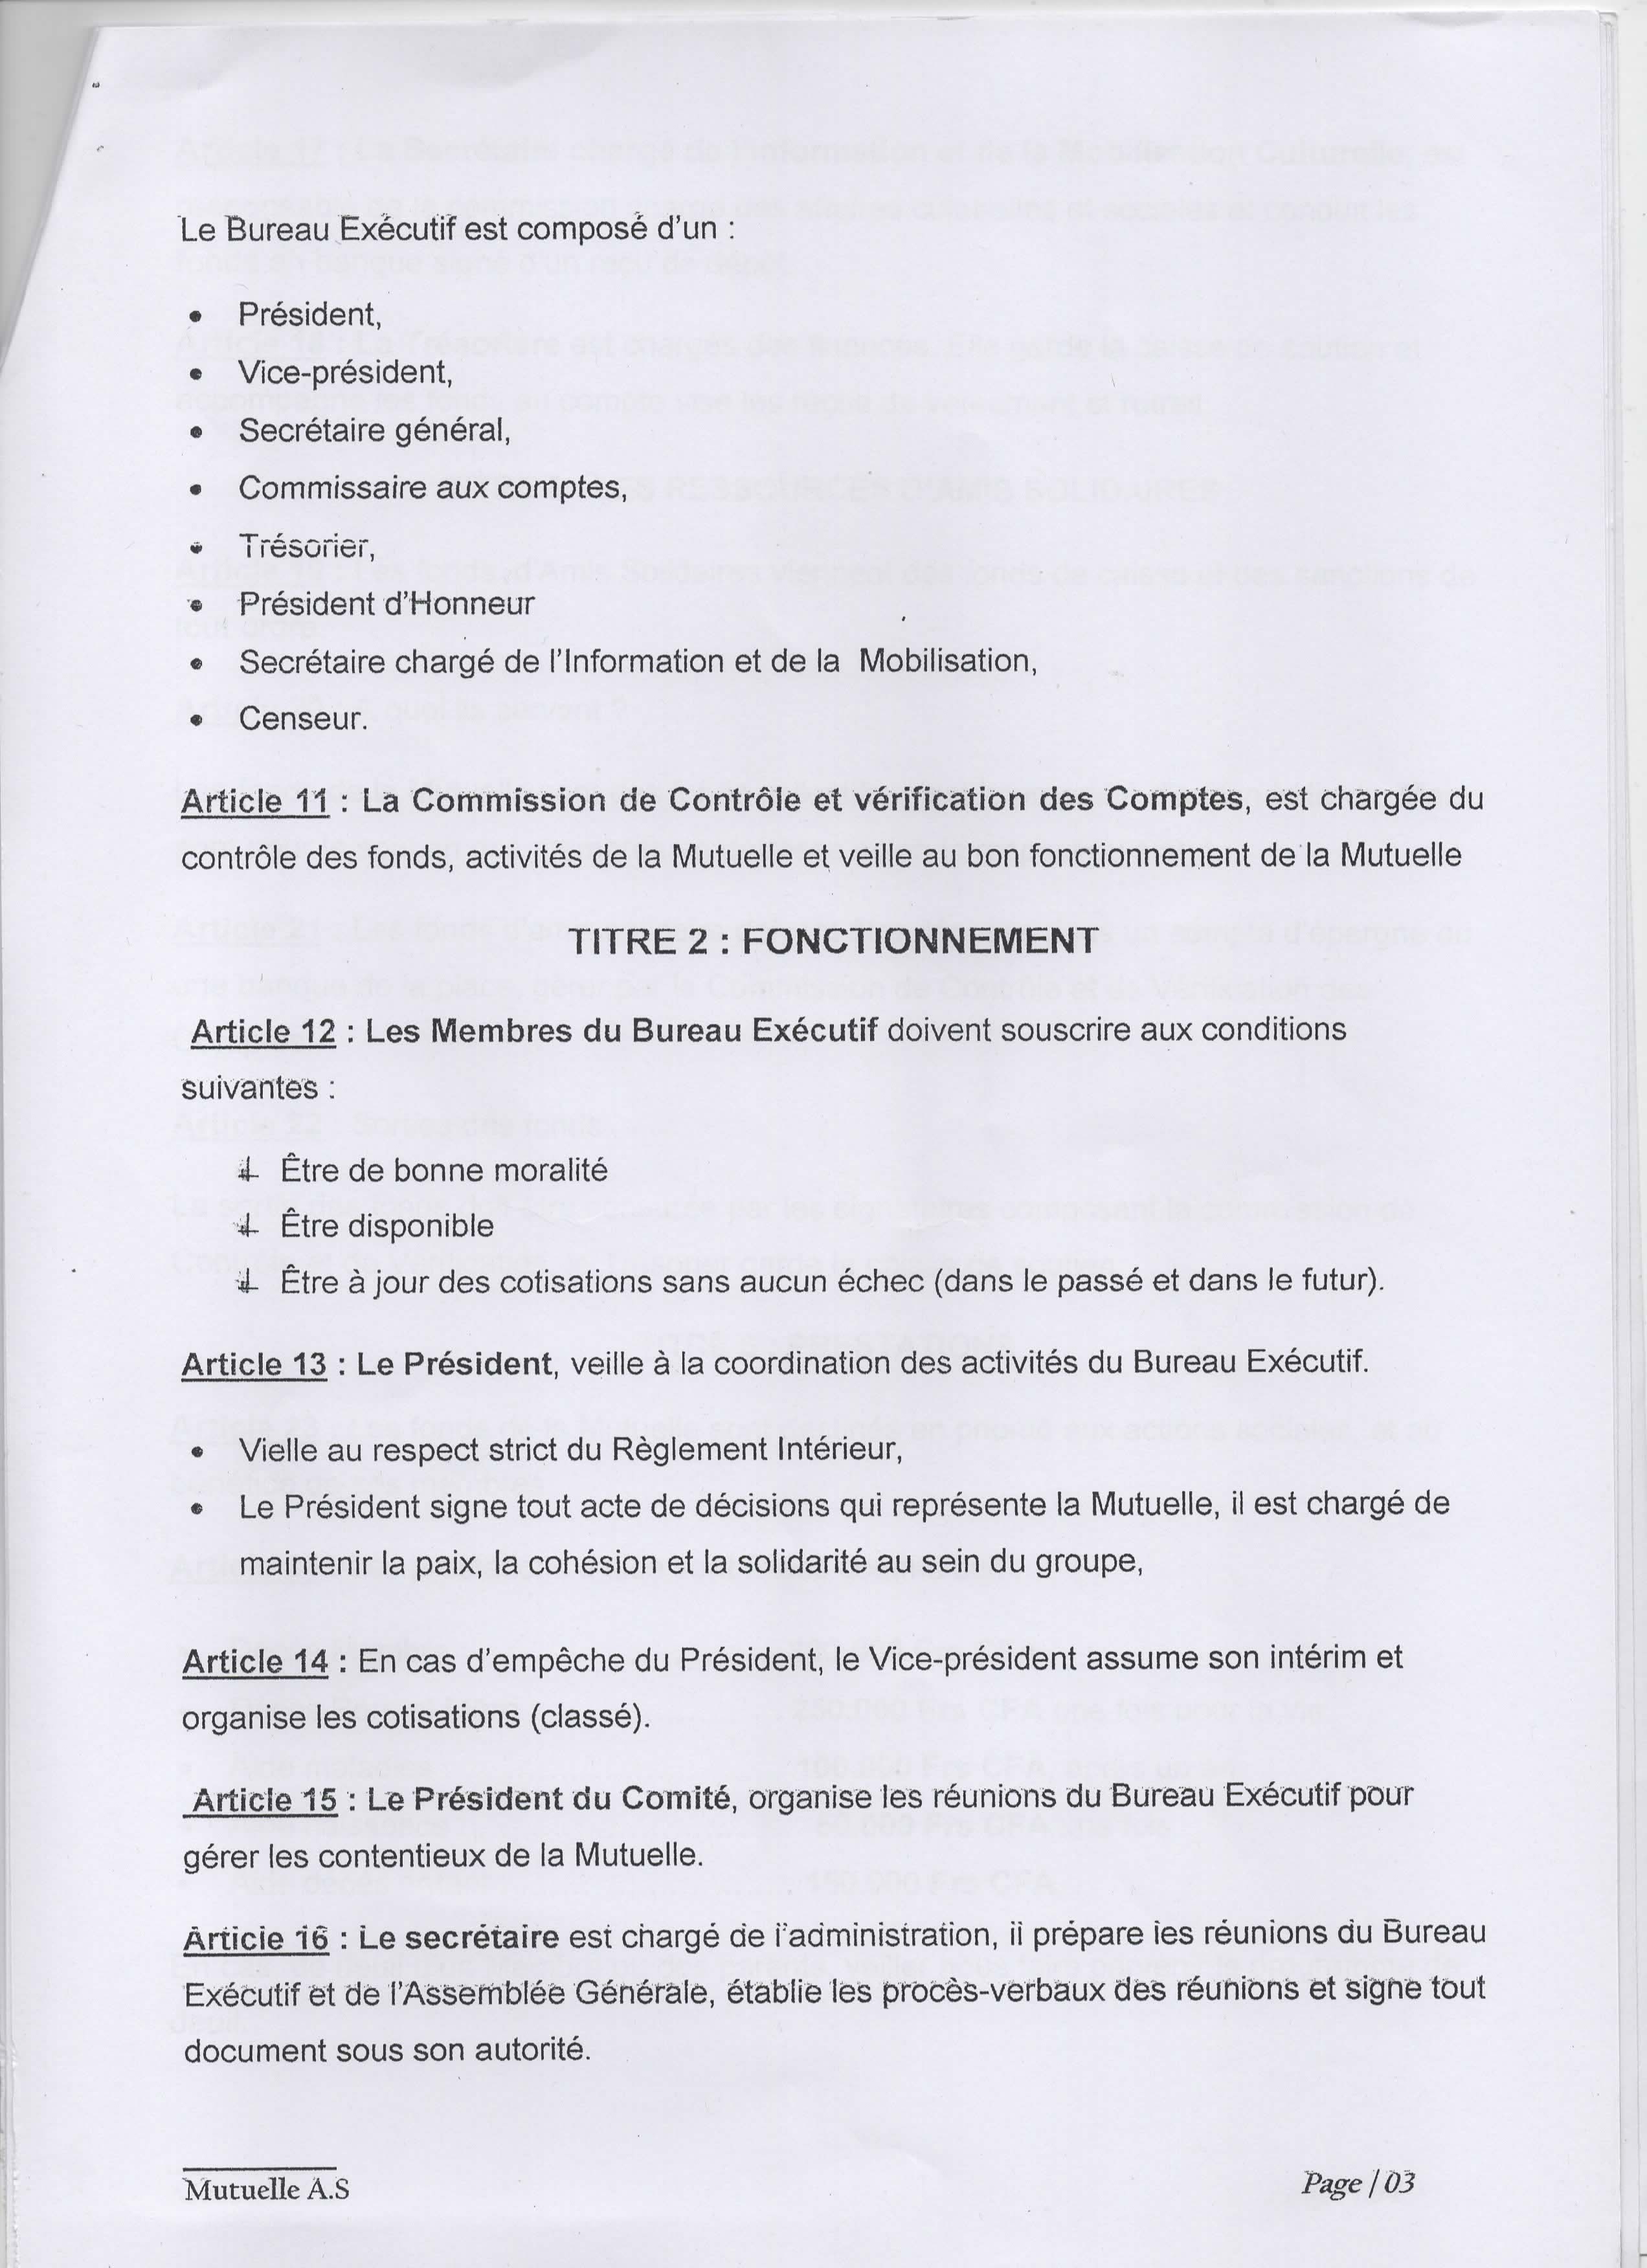 Le Bureau Exécutif est composé d'un :
• Président,
• Vice-président,
• Secrétaire général,
• Commissaire aux comptes,
• Trésorier,
• Président d'Honneur
• Secrétaire chargé de l'Information et de la Mobilisation,
• Censeur.
Article 11 : La Commission de Contrôle et vérification des Comptes, est chargée du
contrôle des fonds, activités de la Mutuelle et veille au bon fonctionnement de la Mutuelle
TITRE 2 : FONCTIONNEMENT
Article 12 : Les Membres du Bureau Exécutif doivent souscrire aux conditions
suivantes :
Être de bonne moralité
Être disponible
Être à jour des cotisations sans aucun échec (dans le passé et dans le futur).
Article 13 : Le Président, veille à la coordination des activités du Bureau Exécutif.
• Vielle au respect strict du Règlement Intérieur,
• Le Président signe tout acte de décisions qui représente la Mutuelle, il est chargé de
maintenir la paix, la cohésion et la solidarité au sein du groupe,
Article 14 : En cas d'empêche du Président, le Vice-président assume son intérim et
organise les cotisations (classé).
Article 15 : Le Président du Comité, organise les réunions du Bureau Exécutif pour
gérer les contentieux de la Mutuelle.
Article 16 : Le secrétaire est chargé de l'administration, il prépare les réunions du Bureau
Exécutif et de l'Assemblée Générale, établie les procès-verbaux des réunions et signe tout
document sous son autorité.
Mutuelle A.S
Page / 03